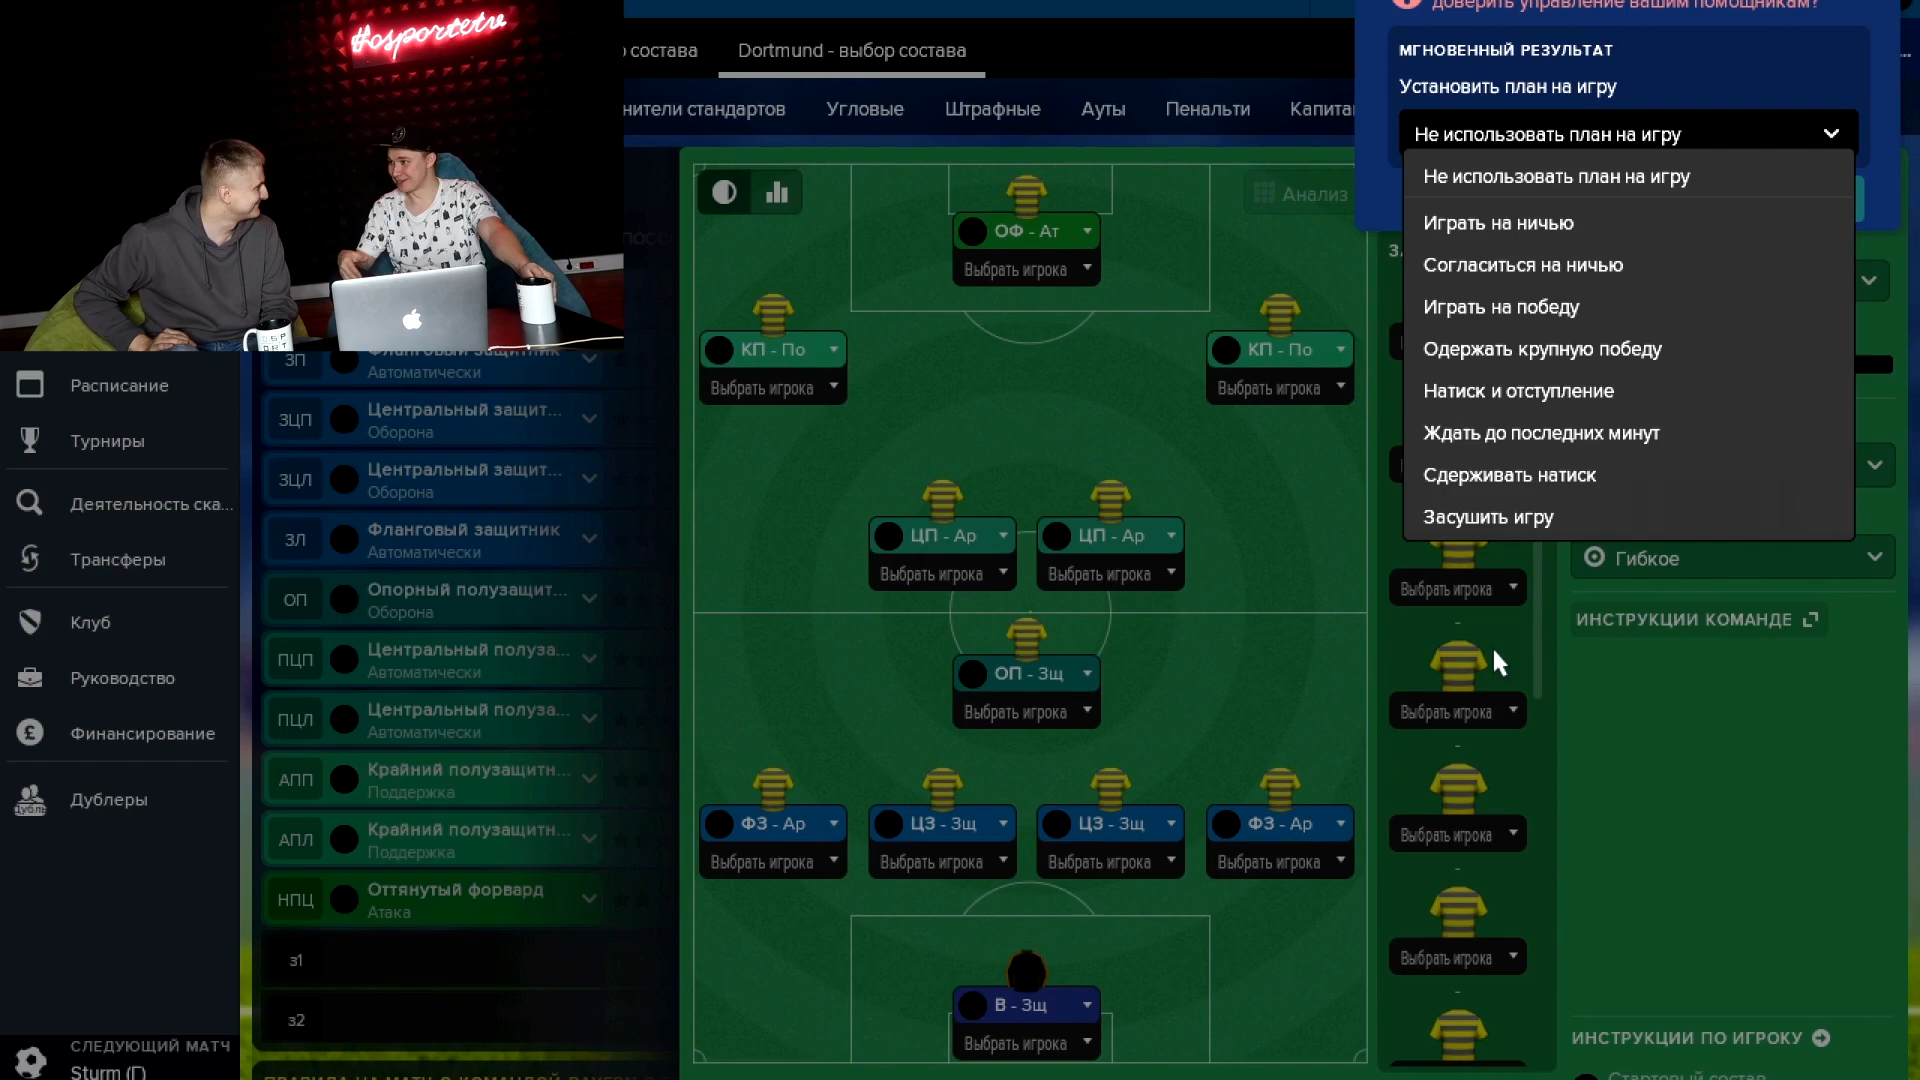 #osportetre
о состава
Dortmund - выбор состава
доверить управление вашим помощникам?
МГНОВЕННЫЙ РЕЗУЛЬТАТ
Установить план на игру
нители стандартов
Угловые
Штрафные
Ауты
Пенальти
Капита
Не использовать план на игру
Не использовать план на игру
Играть на ничью
Согласиться на ничью
Играть на победу
Одержать крупную победу
Натиск и отступление
Ждать до последних минут
Сдерживать натиск
Засушить игру
Анализ
ОФ - Ат
Выбрать игрока
КП - По
Выбрать игрока
КП - По
Выбрать игрока
ЦП - Ар
Выбрать игрока
ЦП - Ар
Выбрать игрока
ОП - Зщ
Выбрать игрока
ФЗ - Ар
Выбрать игрока
ЦЗ - Зщ
Выбрать игрока
ЦЗ - Зщ
Выбрать игрока
ФЗ - Ар
Выбрать игрока
В - Зщ
Выбрать игрока
Расписание
Турниры
Деятельность ска...
Трансферы
Клуб
Руководство
Финансирование
Дублеры
СЛЕДУЮЩИЙ МАТЧ
Sturm (Г)
ЗП
Фланговый защитник
Автоматически
ЗЦП
Центральный защит...
Оборона
ЗЦЛ
Центральный защит...
Оборона
ЗЛ
Фланговый защитник
Автоматически
ОП
Опорный полузащит...
Оборона
ПЦП
Центральный полуза...
Автоматически
ПЦЛ
Центральный полуза...
Автоматически
АПП
Крайний полузащитн...
Поддержка
АПЛ
Крайний полузащитн...
Поддержка
НПЦ
Оттянутый форвард
Атака
з1
з2
Выбрать игрока
-
Выбрать игрока
-
Выбрать игрока
-
Выбрать игрока
-
Гибкое
ИНСТРУКЦИИ КОМАНДЕ
ИНСТРУКЦИИ ПО ИГРОКУ
Стартовый состав